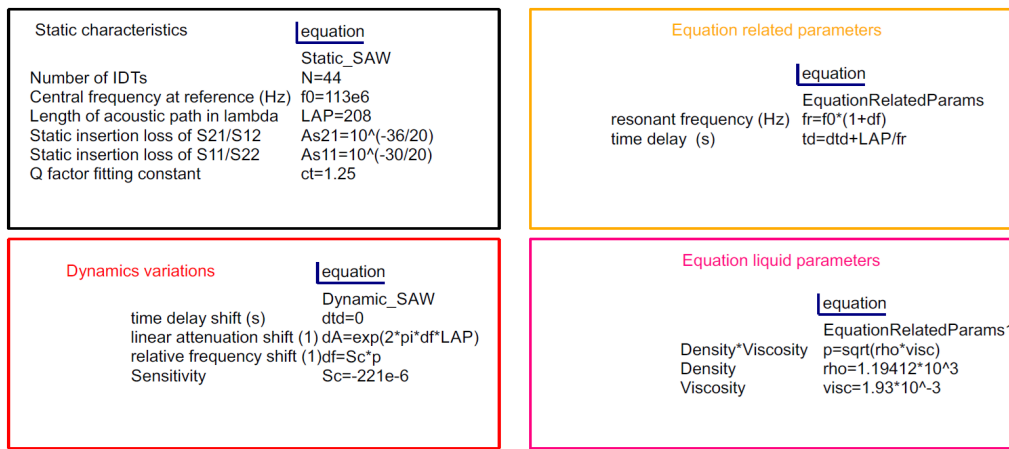 Static characteristics
equation
Static_SAW
Number of IDTs N=44
Central frequency at reference (Hz) f0=113e6
Length of acoustic path in lambda LAP=208
Static insertion loss of S21/S12 As21=10^(-36/20)
Static insertion loss of S11/S22 As11=10^(-30/20)
Q factor fitting constant ct=1.25
Equation related parameters
equation
EquationRelatedParams
resonant frequency (Hz) fr=f0*(1+df)
time delay (s) td=dtd+LAP/fr
Dynamics variations
equation
Dynamic_SAW
time delay shift (s) dtd=0
linear attenuation shift (1) dA=exp(2*pi*df*LAP)
relative frequency shift (1) df=Sc*p
Sensitivity Sc=-221e-6
Equation liquid parameters
equation
EquationRelatedParams1
Density*Viscosity p=sqrt(rho*visc)
Density rho=1.19412*10^3
Viscosity visc=1.93*10^-3